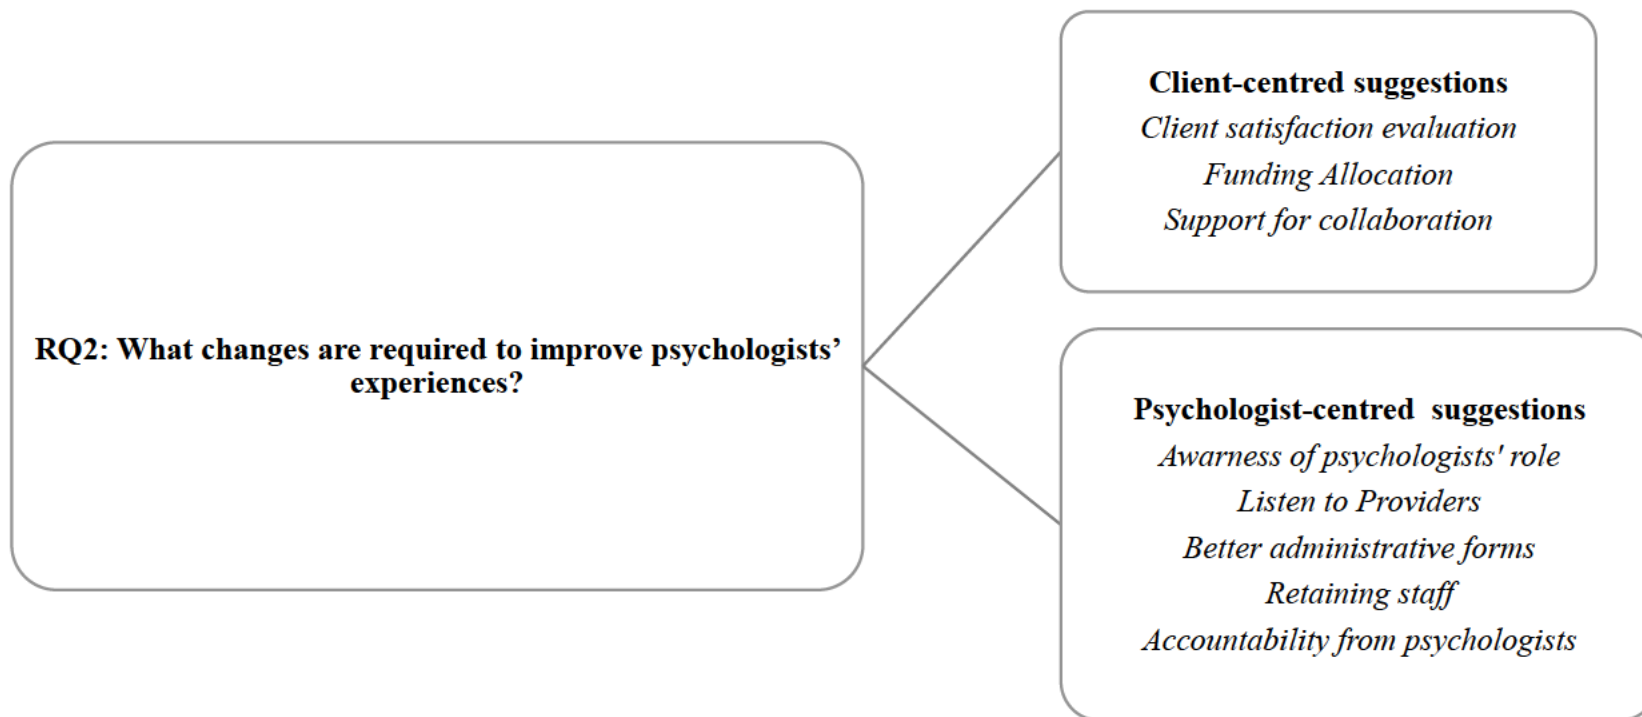 RQ2: What changes are required to improve psychologists’
experiences?
Client-centred suggestions
Client satisfaction evaluation
Funding Allocation
Support for collaboration
Psychologist-centred  suggestions
Awarness of psychologists' role
Listen to Providers
Better administrative forms
Retaining staff
Accountability from psychologists